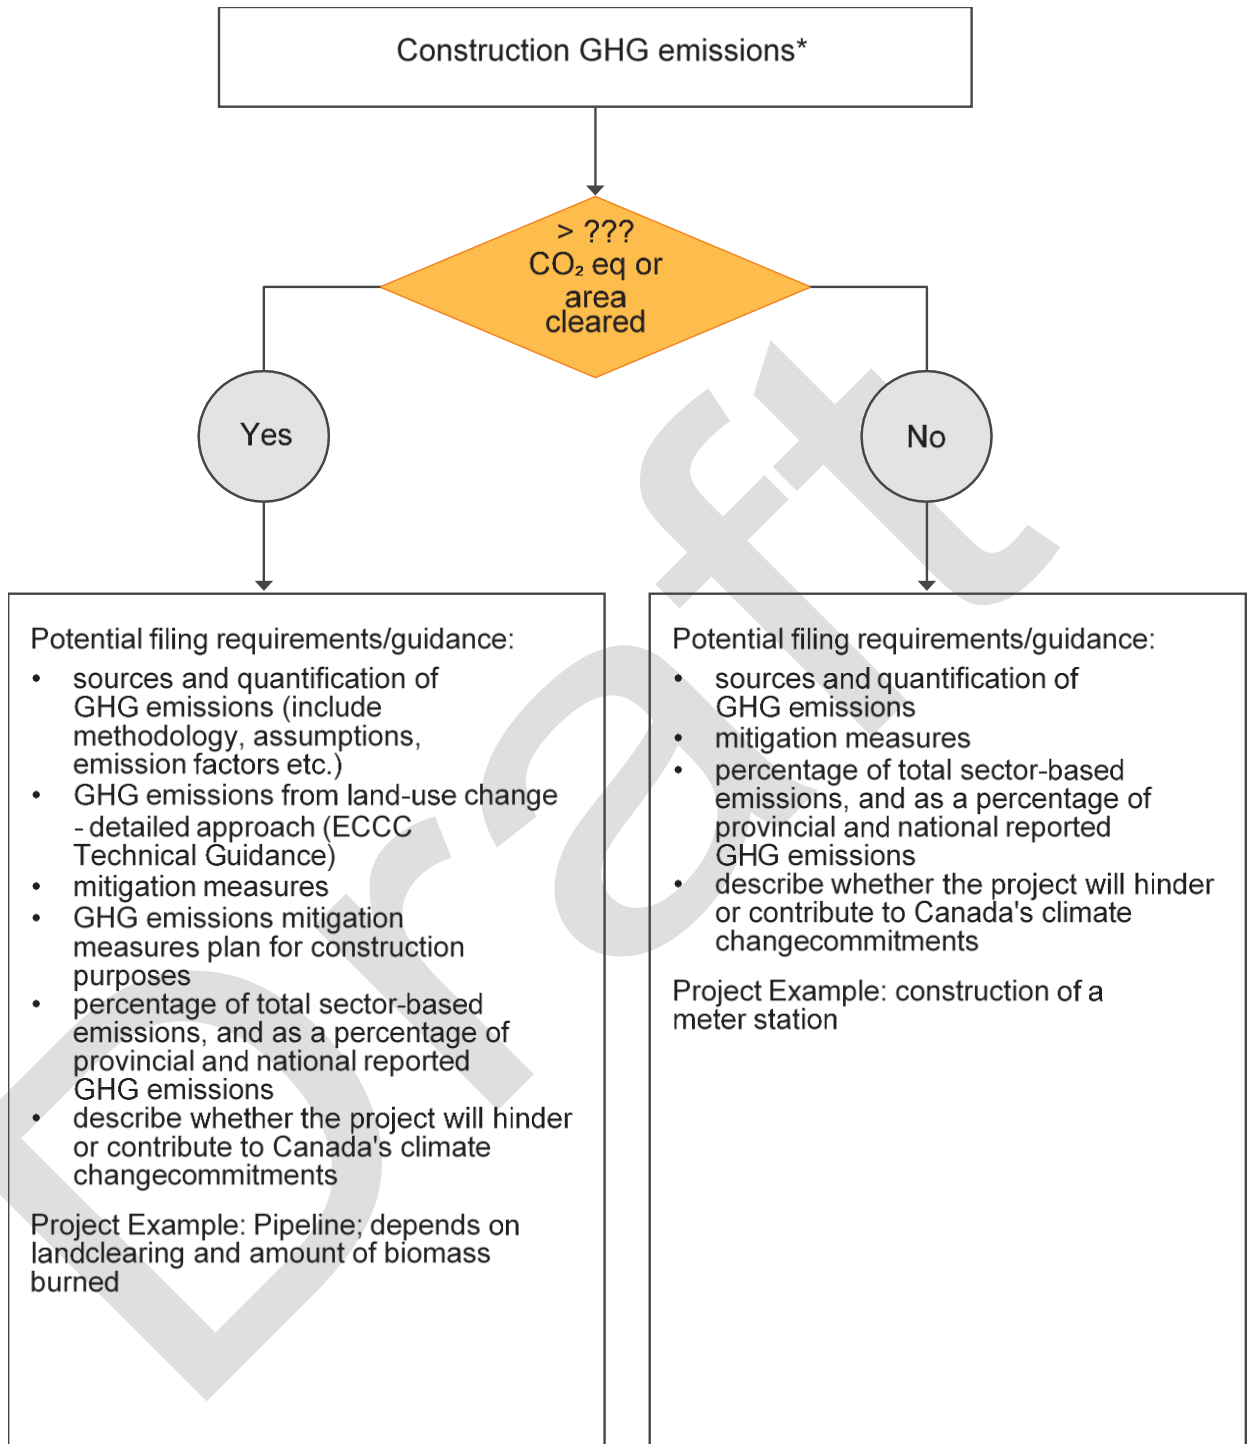 Construction GHG emissions*
> ???
CO₂ eq or
area
cleared
Yes
No
Potential filing requirements/guidance:
• sources and quantification of
GHG emissions (include
methodology, assumptions,
emission factors etc.)
• GHG emissions from land-use change
- detailed approach (ECCC
Technical Guidance)
• mitigation measures
• GHG emissions mitigation
measures plan for construction
purposes
• percentage of total sector-based
emissions, and as a percentage of
provincial and national reported
GHG emissions
• describe whether the project will hinder
or contribute to Canada's climate
changecommitments
Project Example: Pipeline; depends on
landclearing and amount of biomass
burned
Potential filing requirements/guidance:
• sources and quantification of
GHG emissions
• mitigation measures
• percentage of total sector-based
emissions, and as a percentage of
provincial and national reported
GHG emissions
• describe whether the project will hinder
or contribute to Canada's climate
changecommitments
Project Example: construction of a
meter station
Draft